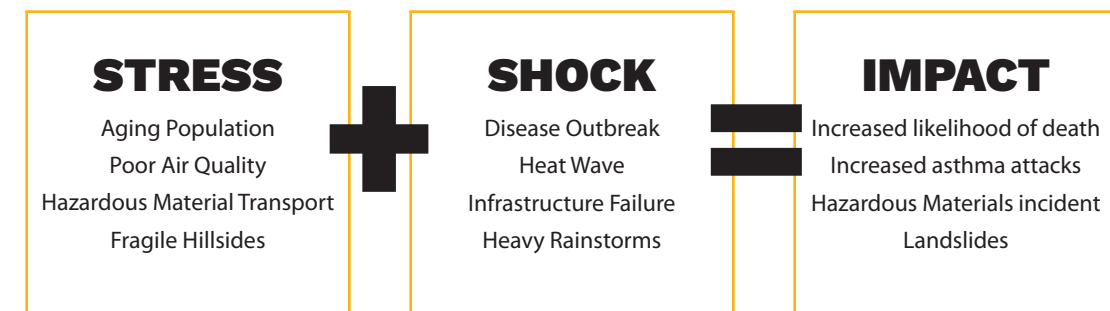 STRESS
Aging Population
Poor Air Quality
Hazardous Material Transport
Fragile Hillsides
SHOCK
Disease Outbreak
Heat Wave
Infrastructure Failure
Heavy Rainstorms
IMPACT
Increased likelihood of death
Increased asthma attacks
Hazardous Materials incident
Landslides